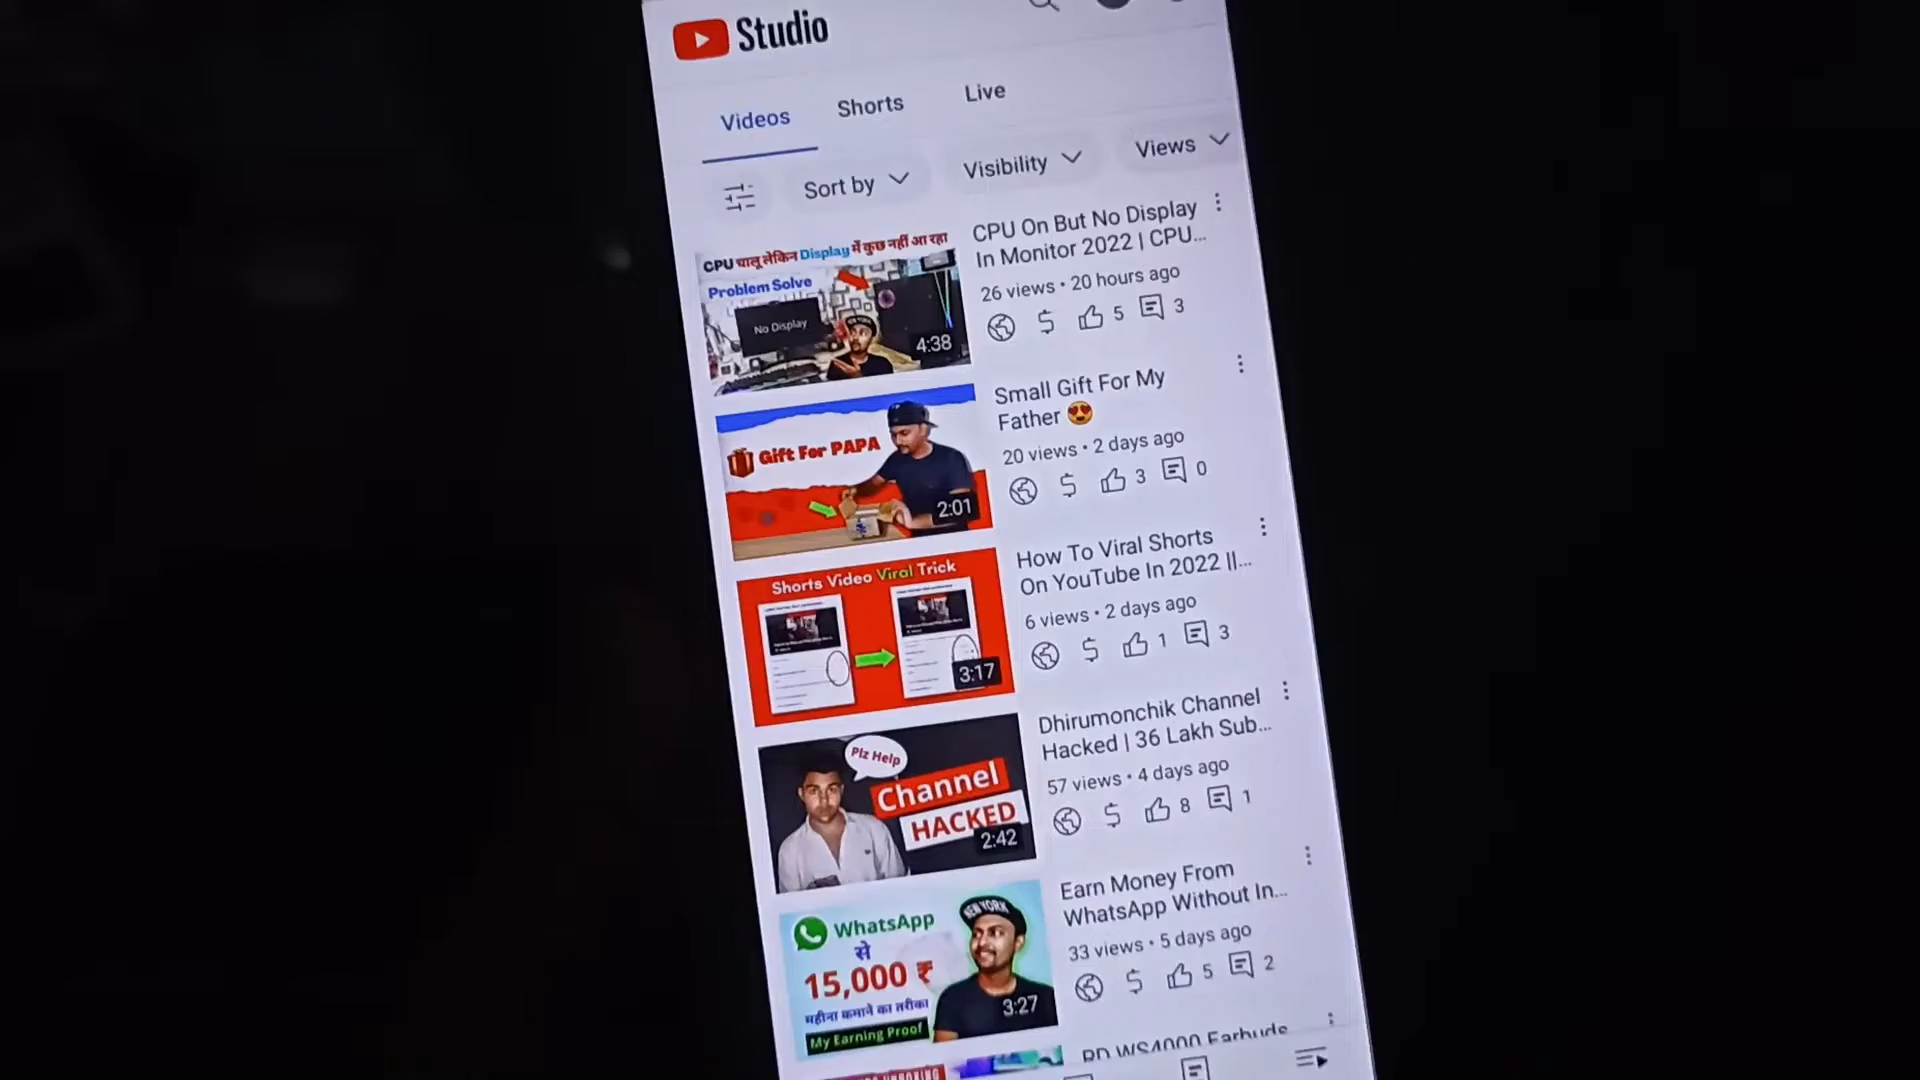 Studio
Videos
Shorts
Live
Sort by
Visibility
Views
CPU चालू लेकिन Display में कुछ नहीं आ रहा
Problem Solve
No Display
4:38
CPU On But No Display
In Monitor 2022 | CPU...
26 views • 20 hours ago
5
3
Gift For PAPA
2:01
Small Gift For My
Father 😍
20 views • 2 days ago
3
0
Shorts Video Viral Trick
3:17
How To Viral Shorts
On YouTube In 2022 ||...
6 views • 2 days ago
1
3
Plz Help
Channel
HACKED
2:42
Dhirumonchik Channel
Hacked | 36 Lakh Sub...
57 views • 4 days ago
8
1
WhatsApp
से
15,000 ₹
महीना कमाने का तरीका
My Earning Proof
NEW YORK
3:27
Earn Money From
WhatsApp Without In...
33 views • 5 days ago
5
2
WS4000 Earbuds